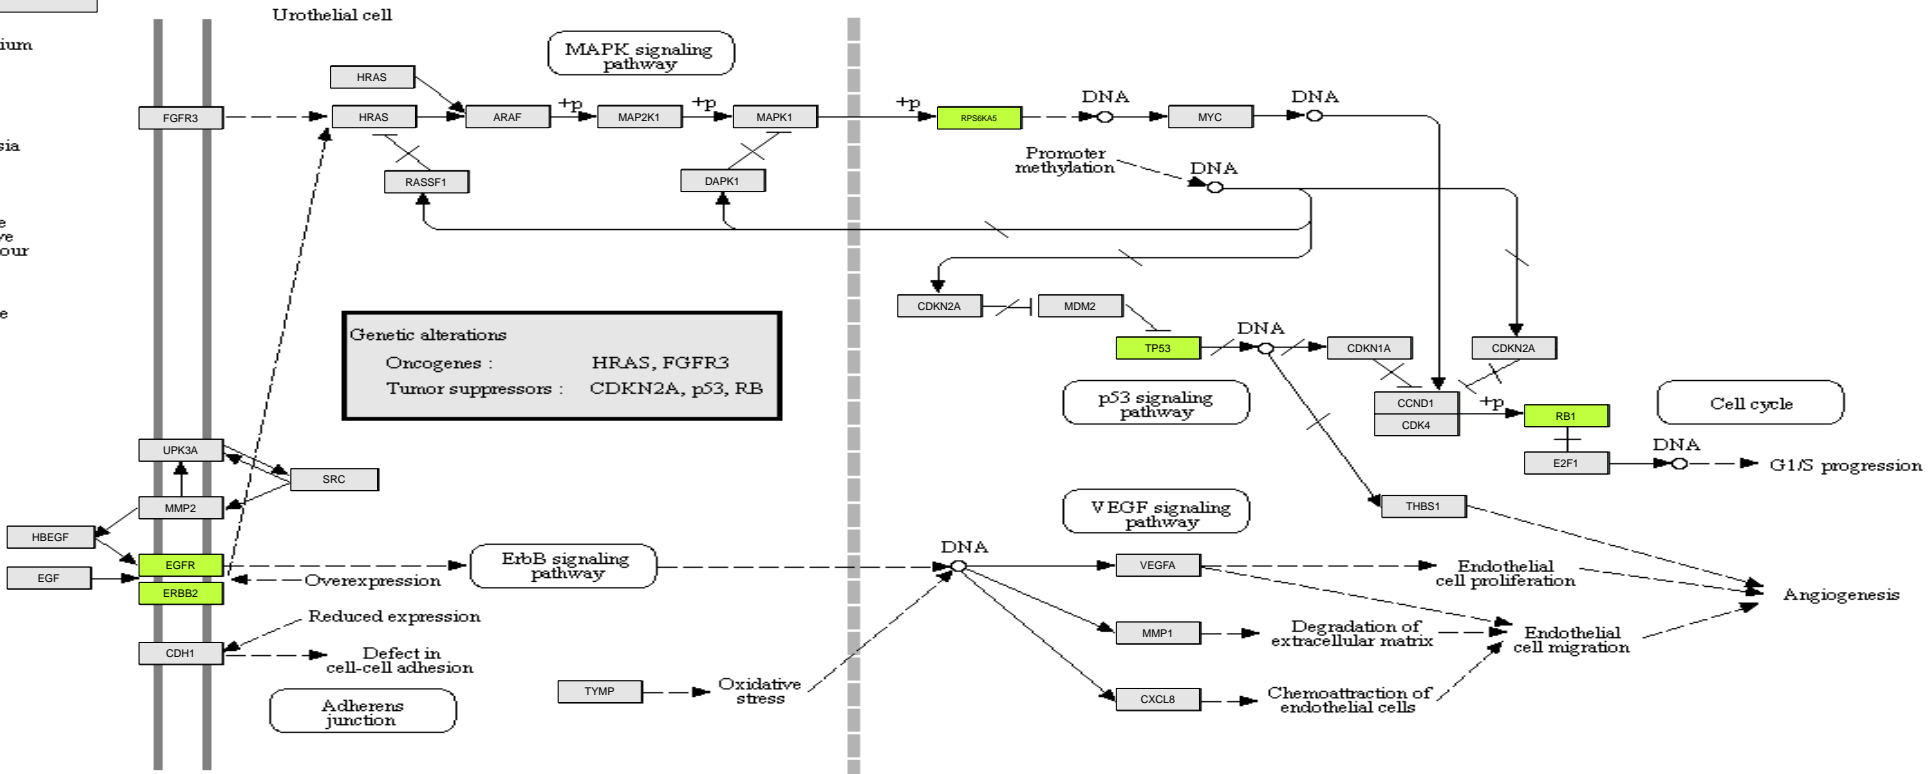 Urothelial cell
ium
MAPK signaling
pathway
HRAS
FGFR3
HRAS
ARAF
+p
MAP2K1
+p
MAPK1
+p
RPS6KA5
DNA
MYC
DNA
sia
RASSF1
DAPK1
Promoter
methylation
DNA
e
ve
our
e
CDKN2A
MDM2
TP53
DNA
CDKN1A
CDKN2A
Genetic alterations
Oncogenes : HRAS, FGFR3
Tumor suppressors : CDKN2A, p53, RB
p53 signaling
pathway
CCND1
CDK4
+p
RB1
Cell cycle
E2F1
DNA
G1/S progression
UPK3A
SRC
MMP2
HBEGF
EGFR
EGF
ERBB2
Overexpression
ErbB signaling
pathway
VEGF signaling
pathway
THBS1
DNA
VEGFA
Endothelial
cell proliferation
Angiogenesis
Reduced expression
CDH1
Defect in
cell-cell adhesion
MMP1
Degradation of
extracellular matrix
Endothelial
cell migration
Adherens
junction
TYMP
Oxidative
stress
CXCL8
Chemoattraction of
endothelial cells